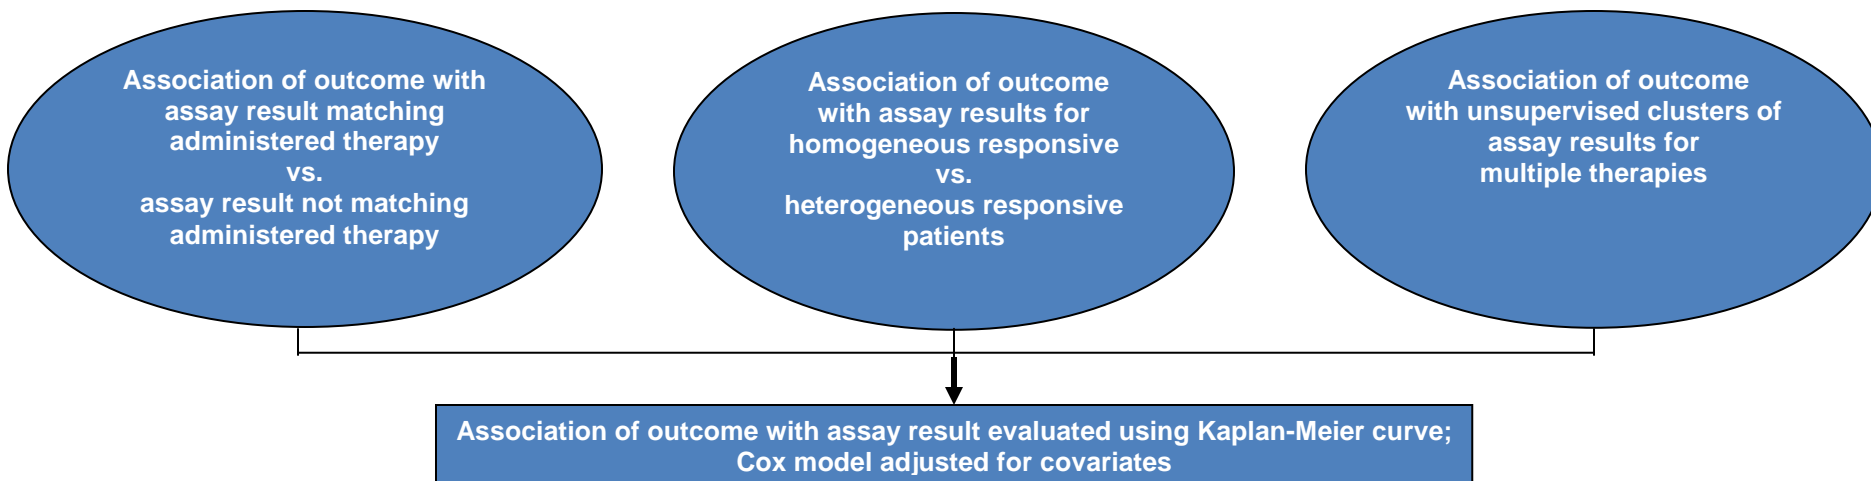 Association of outcome with
assay result matching
administered therapy
vs.
assay result not matching
administered therapy
Association of outcome
with assay results for
homogeneous responsive
vs.
heterogeneous responsive
patients
Association of outcome
with unsupervised clusters of
assay results for
multiple therapies
Association of outcome with assay result evaluated using Kaplan-Meier curve;
Cox model adjusted for covariates